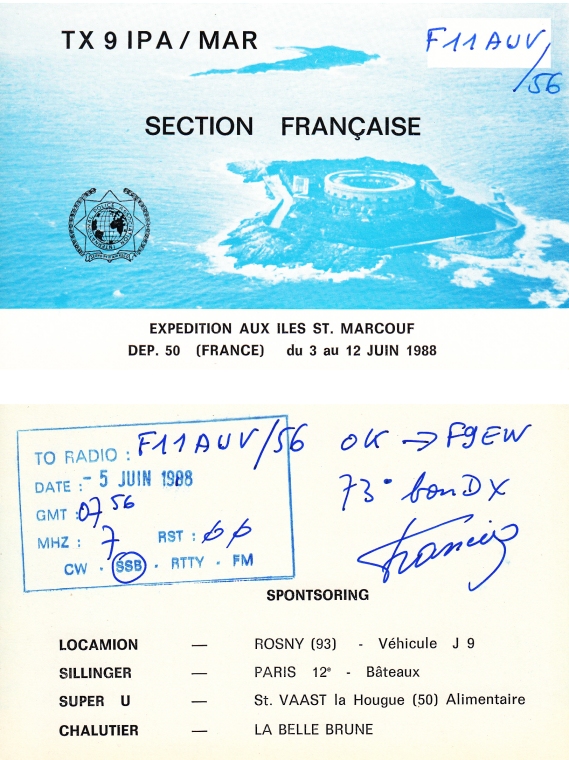 TX 9 IPA / MAR
F11AUV/56
SECTION FRANÇAISE
EXPEDITION AUX ILES ST. MARCOUF
DEP. 50 (FRANCE) du 3 au 12 JUIN 1988
TO RADIO : F11AUV/56
DATE : - 5 JUIN 1988
GMT : 0756
MHZ : 7 RST :
CW - SSB - RTTY - FM
OK → F9EW
73 bon DX
Francis
SPONTSORING
LOCAMION — ROSNY (93) - Véhicule J 9
SILLINGER — PARIS 12e - Bâteaux
SUPER U — St. VAAST la Hougue (50) Alimentaire
CHALUTIER — LA BELLE BRUNE